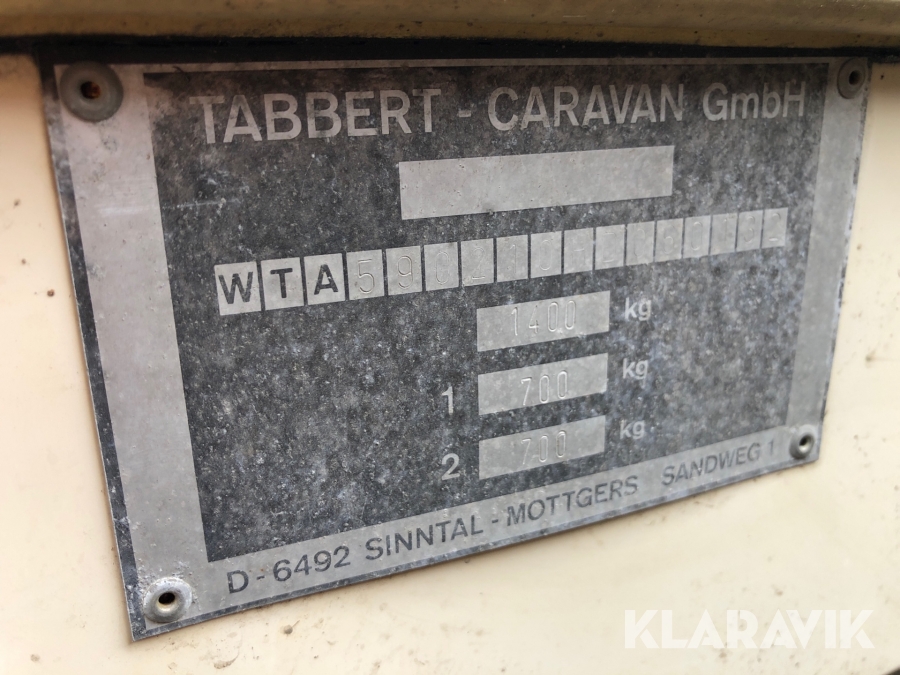 TABBERT - CARAVAN GmbH
WTA
1400 kg
1 700 kg
2 700 kg
D-6492 SINNTAL - MOTTGERS SANDWEG 1
KLARAVIK